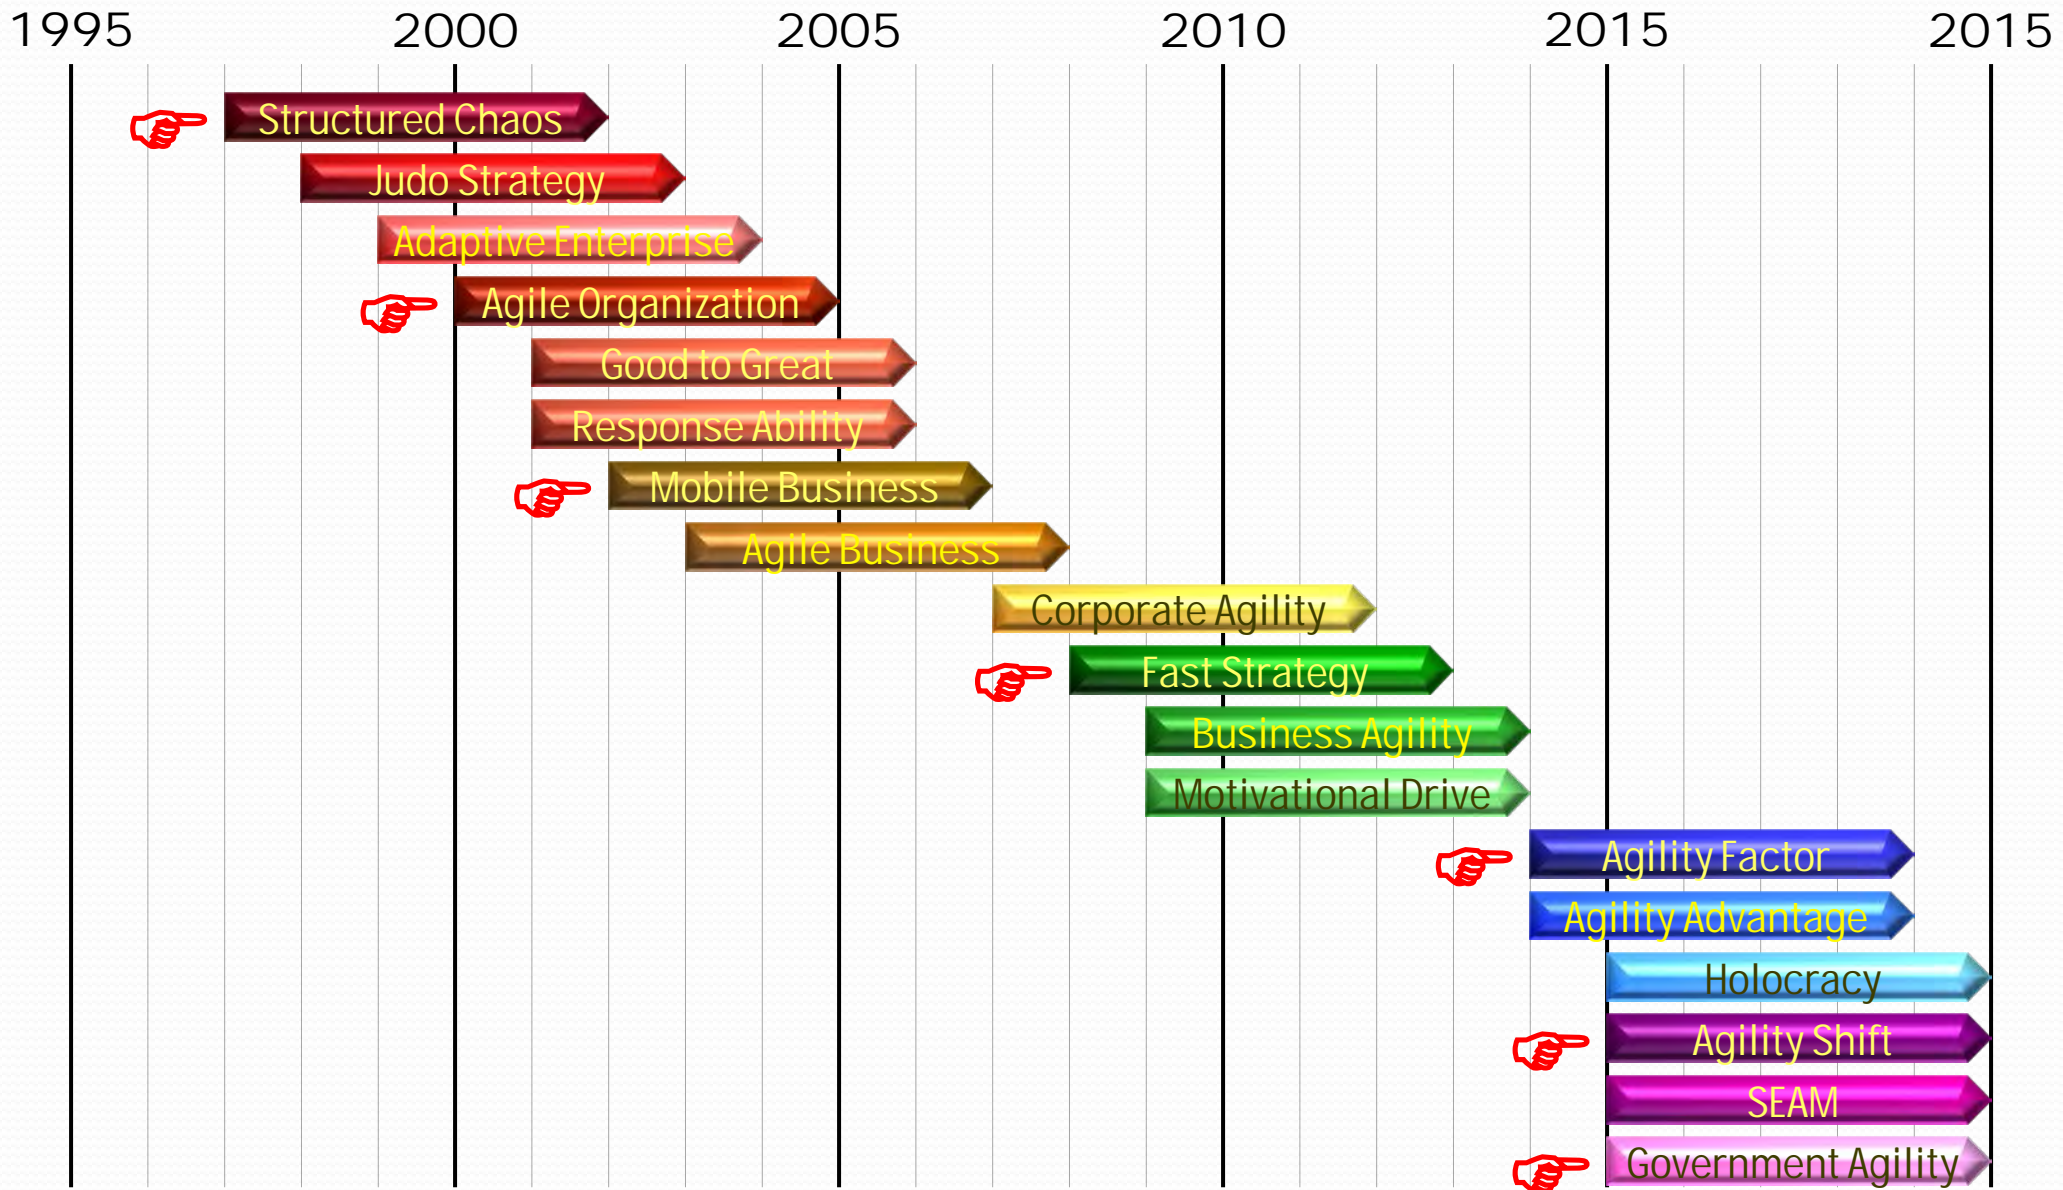 1995 2000 2005 2010 2015 2015
Structured Chaos
Judo Strategy
Adaptive Enterprise
Agile Organization
Good to Great
Response Ability
Mobile Business
Agile Business
Corporate Agility
Fast Strategy
Business Agility
Motivational Drive
Agility Factor
Agility Advantage
Holocracy
Agility Shift
SEAM
Government Agility